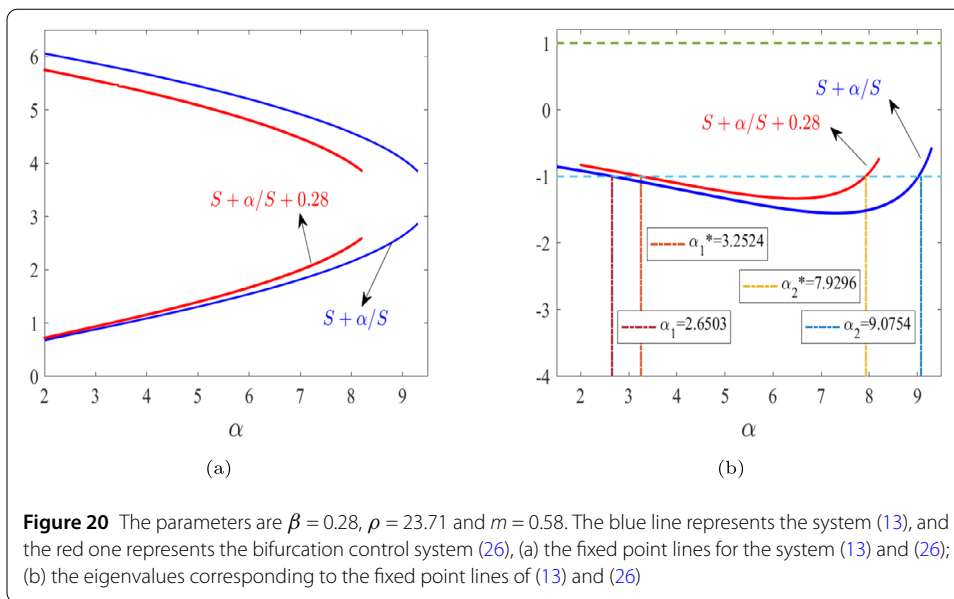 6
5
4
3
2
1
0
2 3 4 5 6 7 8 9
α
S + α/S + 0.28
S + α/S
(a)
1
0
-1
-2
-3
-4
2 3 4 5 6 7 8 9
α
S + α/S
S + α/S + 0.28
α₁*=3.2524
α₂*=7.9296
α₁=2.6503
α₂=9.0754
(b)
Figure 20 The parameters are β = 0.28, ρ = 23.71 and m = 0.58. The blue line represents the system (13), and
the red one represents the bifurcation control system (26), (a) the fixed point lines for the system (13) and (26);
(b) the eigenvalues corresponding to the fixed point lines of (13) and (26)